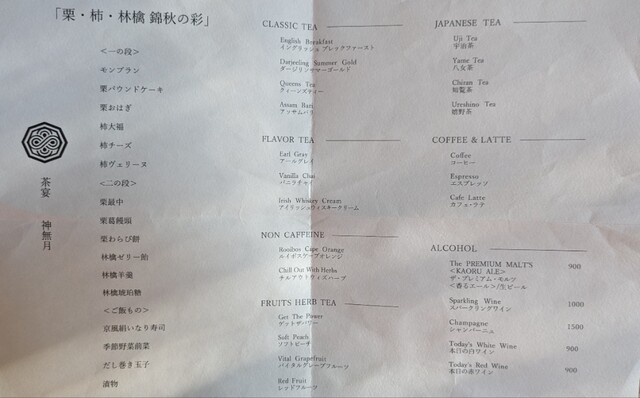 「栗・柿・林檎 錦秋の彩」
<一の段>
モンブラン
栗パウンドケーキ
栗おはぎ
柿大福
柿チーズ
柿ヴェリーヌ
<二の段>
栗最中
栗葛饅頭
栗わらび餅
林檎ゼリー飴
林檎羊羹
林檎琥珀糖
<ご飯もの>
京風絹いなり寿司
季節野菜前菜
だし巻き玉子
漬物
茶宴 神無月
CLASSIC TEA
English Breakfast
イングリッシュ ブレックファースト
Darjeeling Summer Gold
ダージリンサマーゴールド
Queens Tea
クィーンズティー
Assam Bari
アッサムバリ
FLAVOR TEA
Earl Gray
アールグレイ
Vanilla Chai
バニラチャイ
Irish Whiskey Cream
アイリッシュウィスキークリーム
NON CAFFEINE
Rooibos Cape Orange
ルイボスケープオレンジ
Chill Out With Herbs
チルアウトウィズハーブ
FRUITS HERB TEA
Get The Power
ゲットザパワー
Soft Peach
ソフトピーチ
Vital Grapefruit
バイタルグレープフルーツ
Red Fruit
レッドフルーツ
JAPANESE TEA
Uji Tea
宇治茶
Yame Tea
八女茶
Chiran Tea
知覧茶
Ureshino Tea
嬉野茶
COFFEE & LATTE
Coffee
コーヒー
Espresso
エスプレッソ
Cafe Latte
カフェ・ラテ
ALCOHOL
The PREMIUM MALT'S 900
<KAORU ALE>
ザ・プレミアム・モルツ
<香るエール>/生ビール
Sparkling Wine 1000
スパークリングワイン
Champagne 1500
シャンパーニュ
Today's White Wine 900
本日の白ワイン
Today's Red Wine 900
本日の赤ワイン